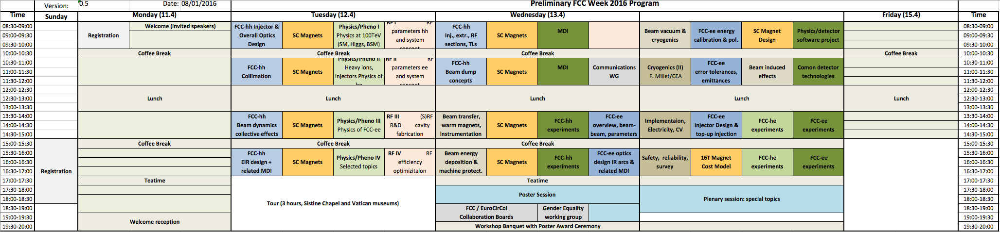 Version: 0.5 Date: 08/01/2016 Preliminary FCC Week 2016 Program
Time Sunday Monday (11.4) Tuesday (12.4) Wednesday (13.4) Friday (15.4) Time
08:30-09:00
09:00-09:30
09:30-10:00
10:00-10:30
10:30-11:00
11:00-11:30
11:30-12:00
12:00-12:30
12:30-13:00
13:00-13:30
13:30-14:00
14:00-14:30
14:30-15:00
15:00-15:30
15:30-16:00
16:00-16:30
16:30-17:00
17:00-17:30
17:30-18:00
18:00-18:30
18:30-19:00
19:00-19:30
19:30-20:00
Registration
Registration
Welcome (invited speakers)
Coffee Break
Lunch
Coffee Break
Teatime
Welcome reception
FCC-hh Injector &
Overall Optics
Design
SC Magnets
Physics/Pheno I
Physics at 100TeV
(SM, Higgs, BSM)
RF I RF
parameters hh
and system
concept
Coffee Break
FCC-hh
Collimation
SC Magnets
Physics/Pheno II
Heavy ions,
Injectors Physics of
RF II RF
parameters ee
and system
concept
Lunch
FCC-hh
Beam dynamics
collective effects
SC Magnets
Physics/Pheno III
Physics of FCC-ee
RF III (S)RF
R&D cavity
fabrication
Coffee Break
FCC-hh
EIR design +
related MDI
SC Magnets
Physics/Pheno IV
Selected topics
RF IV RF
efficiency
optimizitaion
Tour (3 hours, Sistine Chapel and Vatican museums)
FCC-hh
Inj., extr., RF
sections, TLs
SC Magnets
MDI
Coffee Break
FCC-hh
Beam dump
concepts
SC Magnets
MDI
Communications
WG
Lunch
Beam transfer,
warm magnets,
instrumentation
SC Magnets
FCC-hh
experiments
FCC-ee
overview, beam-
beam, parameters
Coffee Break
Beam energy
deposition &
machine protect.
SC Magnets
FCC-hh
experiments
FCC-ee optics
design IR arcs &
related MDI
Teatime
Poster Session
FCC / EuroCirCol
Collaboration Boards
Gender Equality
working group
Workshop Banquet with Poster Award Ceremony
Beam vacuum &
cryogenics
FCC-ee energy
calibration & pol.
SC Magnet
Design
Physics/detector
software project
Cryogenics (II)
F. Millet/CEA
FCC-ee
error tolerances,
emittances
Beam induced
effects
Comon detector
technologies
Lunch
Implementaion,
Electricity, CV
FCC-ee
Injector Design &
top-up injection
FCC-he
experiments
FCC-ee
experiments
Safety, reliability,
survey
16T Magnet
Cost Model
FCC-he
experiments
FCC-ee
experiments
Plenary session: special topics
Coffee Break
Lunch
08:30-09:00
09:00-09:30
09:30-10:00
10:00-10:30
10:30-11:00
11:00-11:30
11:30-12:00
12:00-12:30
12:30-13:00
13:00-13:30
13:30-14:00
14:00-14:30
14:30-15:00
15:00-15:30
15:30-16:00
16:00-16:30
16:30-17:00
17:00-17:30
17:30-18:00
18:00-18:30
18:30-19:00
19:00-19:30
19:30-20:00